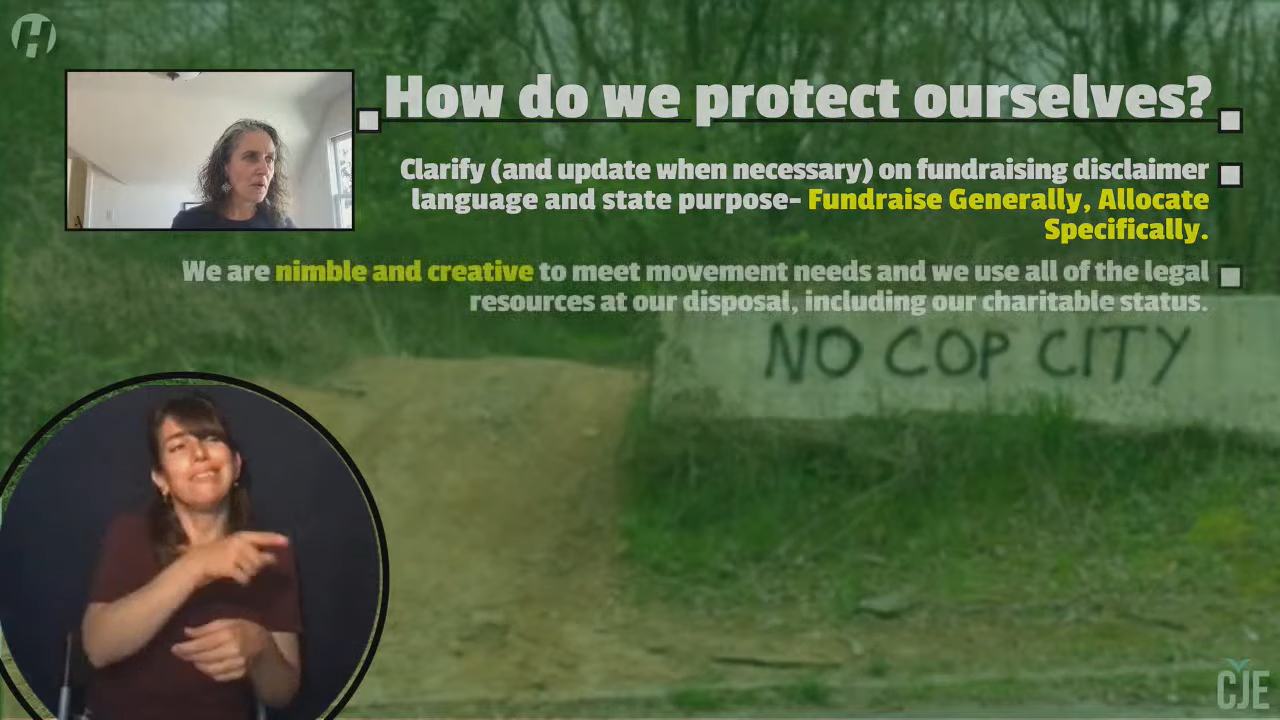 H
How do we protect ourselves?
Clarify (and update when necessary) on fundraising disclaimer
language and state purpose- Fundraise Generally, Allocate
Specifically.
We are nimble and creative to meet movement needs and we use all of the legal
resources at our disposal, including our charitable status.
NO COP CITY
CJE